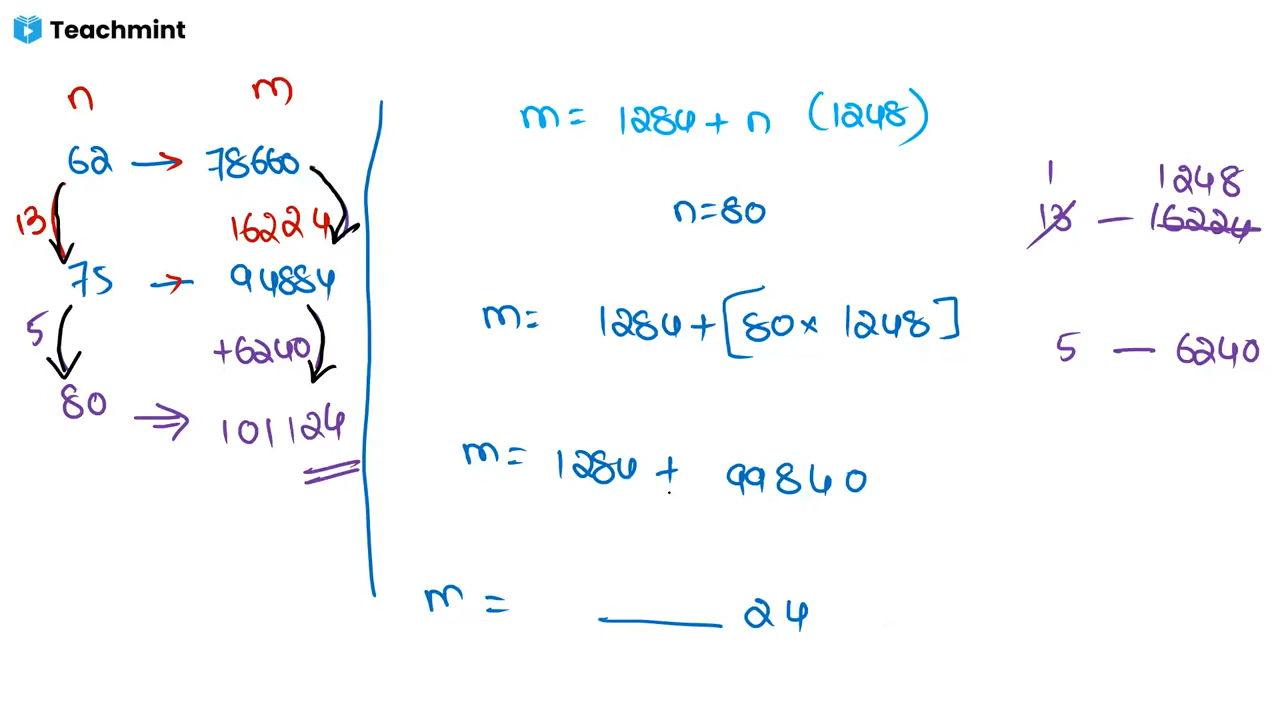 Teachmint
n m
62 → 78660
13 16224
75 → 94884
5 +6240
80 ⇒ 101124
m = 1284 + n (1248)
n=80
m = 1284 + [80 × 1248]
m = 1284 + 99840
m = ____ 24
1 1248
13 — 16224
5 — 6240